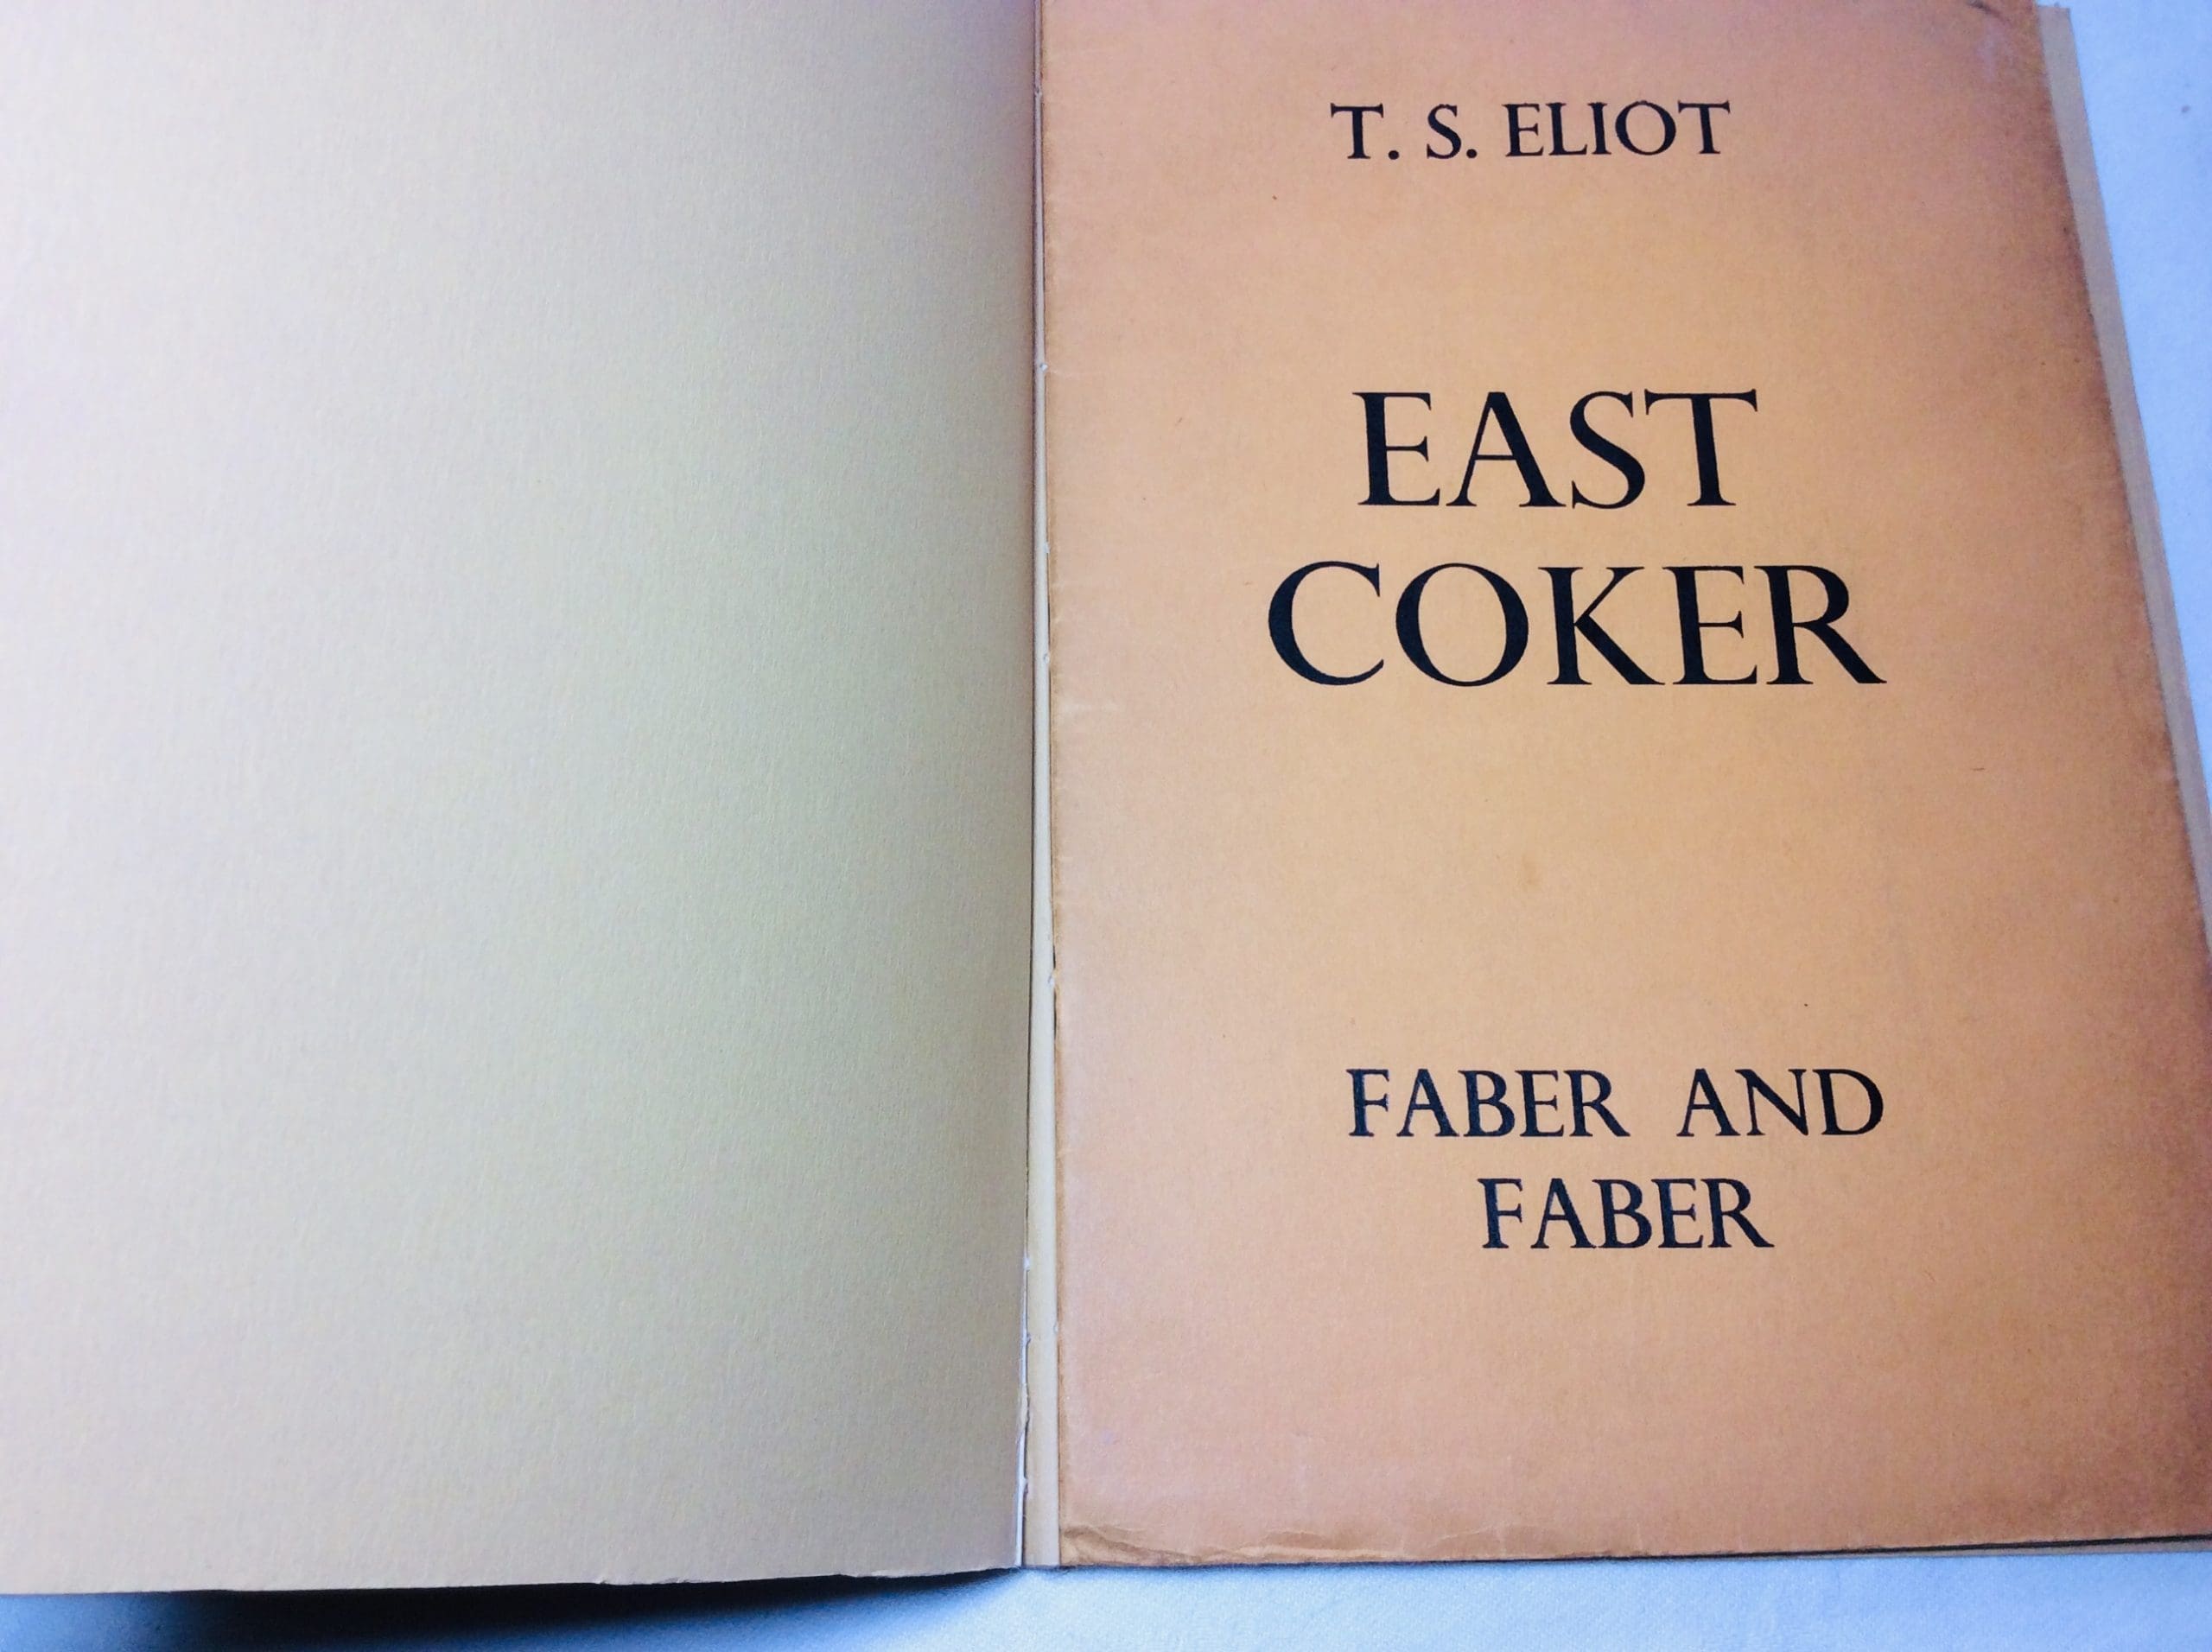 T. S. ELIOT
EAST
COKER
FABER AND
FABER